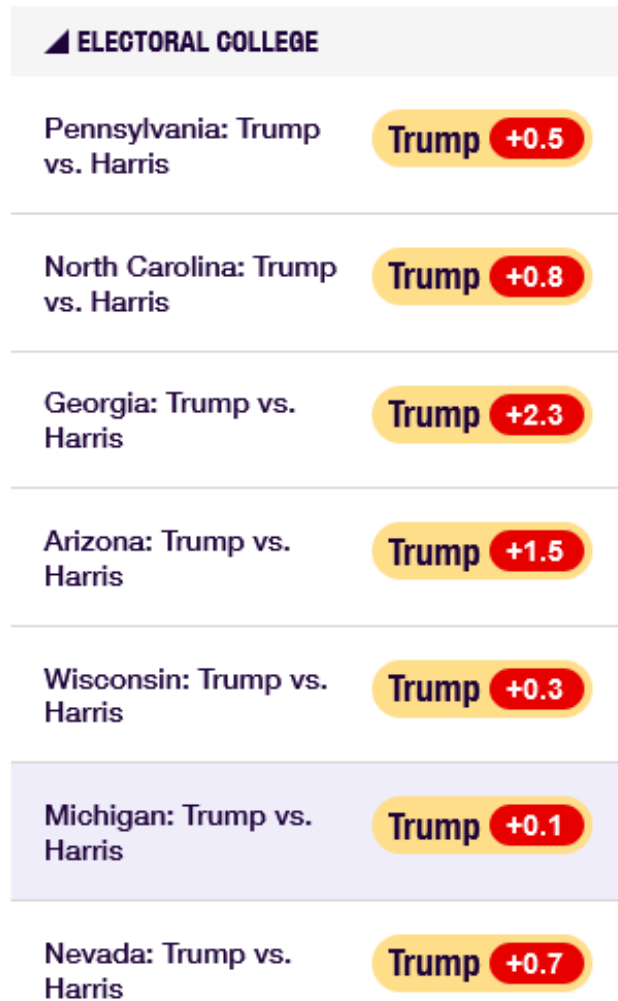 ELECTORAL COLLEGE
Pennsylvania: Trump
vs. Harris
Trump +0.5
North Carolina: Trump
vs. Harris
Trump +0.8
Georgia: Trump vs.
Harris
Trump +2.3
Arizona: Trump vs.
Harris
Trump +1.5
Wisconsin: Trump vs.
Harris
Trump +0.3
Michigan: Trump vs.
Harris
Trump +0.1
Nevada: Trump vs.
Harris
Trump +0.7